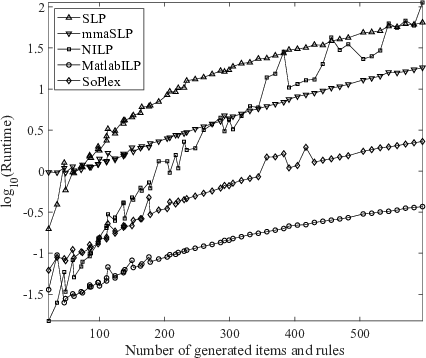 2
1.5
1
0.5
0
-0.5
-1
-1.5
log10(Runtime)
SLP
mmaSLP
NILP
MatlabILP
SoPlex
100 200 300 400 500
Number of generated items and rules